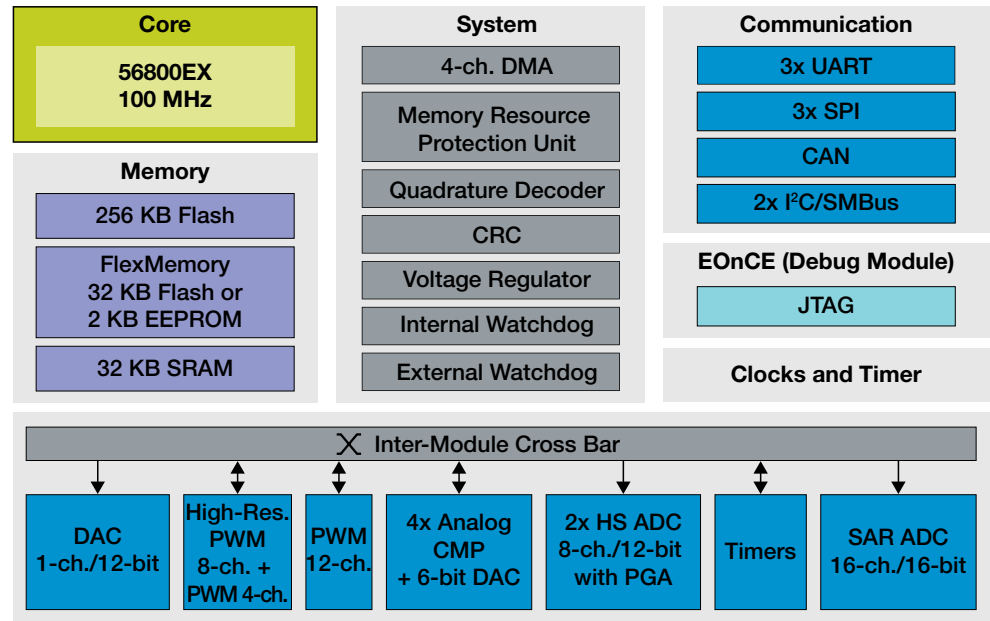 Core
56800EX
100 MHz
Memory
256 KB Flash
FlexMemory
32 KB Flash or
2 KB EEPROM
32 KB SRAM
System
4-ch. DMA
Memory Resource
Protection Unit
Quadrature Decoder
CRC
Voltage Regulator
Internal Watchdog
External Watchdog
Communication
3x UART
3x SPI
CAN
2x I²C/SMBus
EOnCE (Debug Module)
JTAG
Clocks and Timer
Inter-Module Cross Bar
DAC
1-ch./12-bit
High-Res.
PWM
8-ch. +
PWM 4-ch.
PWM
12-ch.
4x Analog
CMP
+ 6-bit DAC
2x HS ADC
8-ch./12-bit
with PGA
Timers
SAR ADC
16-ch./16-bit